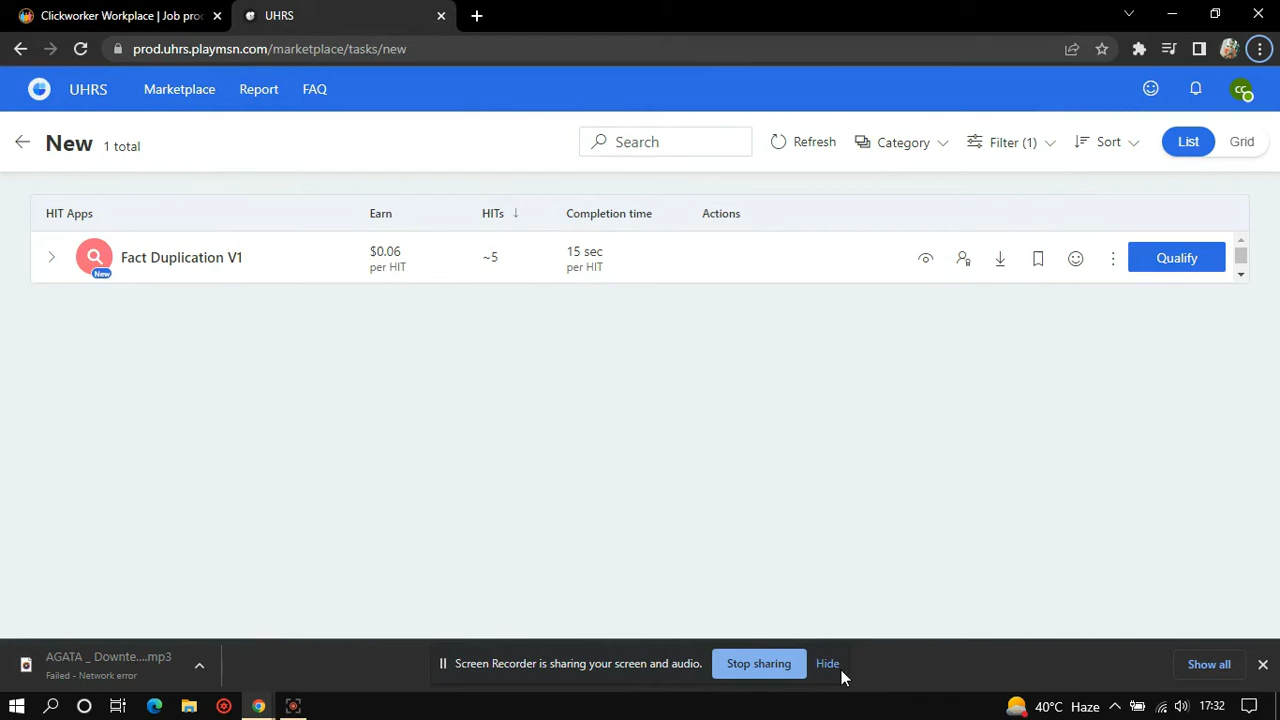 Clickworker Workplace | Job pro
UHRS
prod.uhrs.playmsn.com/marketplace/tasks/new
UHRS
Marketplace
Report
FAQ
CC
New
1 total
Search
Refresh
Category
Filter (1)
Sort
List
Grid
HIT Apps
Earn
HITs
Completion time
Actions
New
Fact Duplication V1
$0.06
per HIT
~5
15 sec
per HIT
Qualify
AGATA _ Downte....mp3
Failed - Network error
Screen Recorder is sharing your screen and audio.
Stop sharing
Hide
Show all
40°C
Haze
17:32